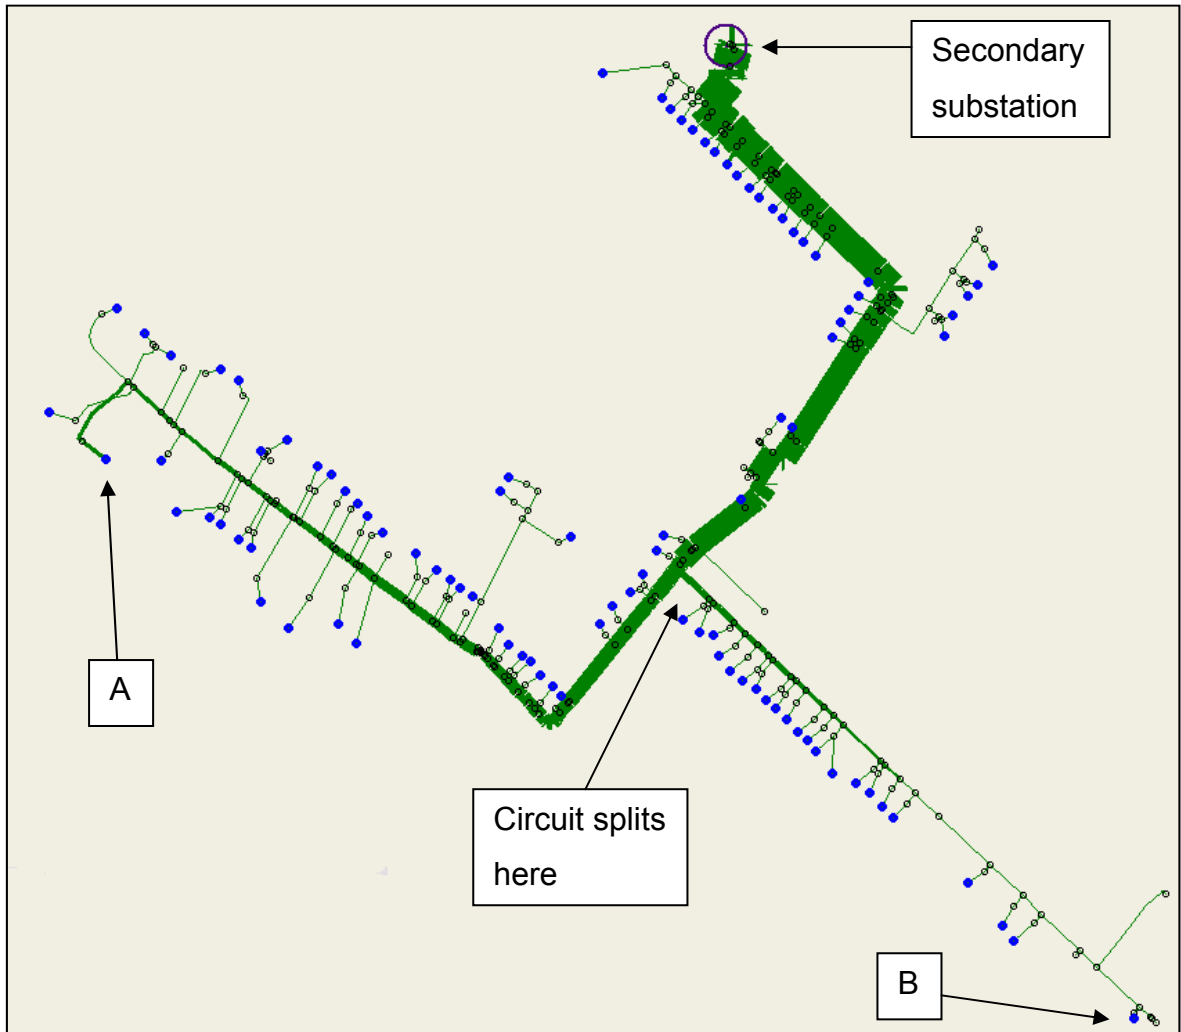 Secondary
substation
A
Circuit splits
here
B